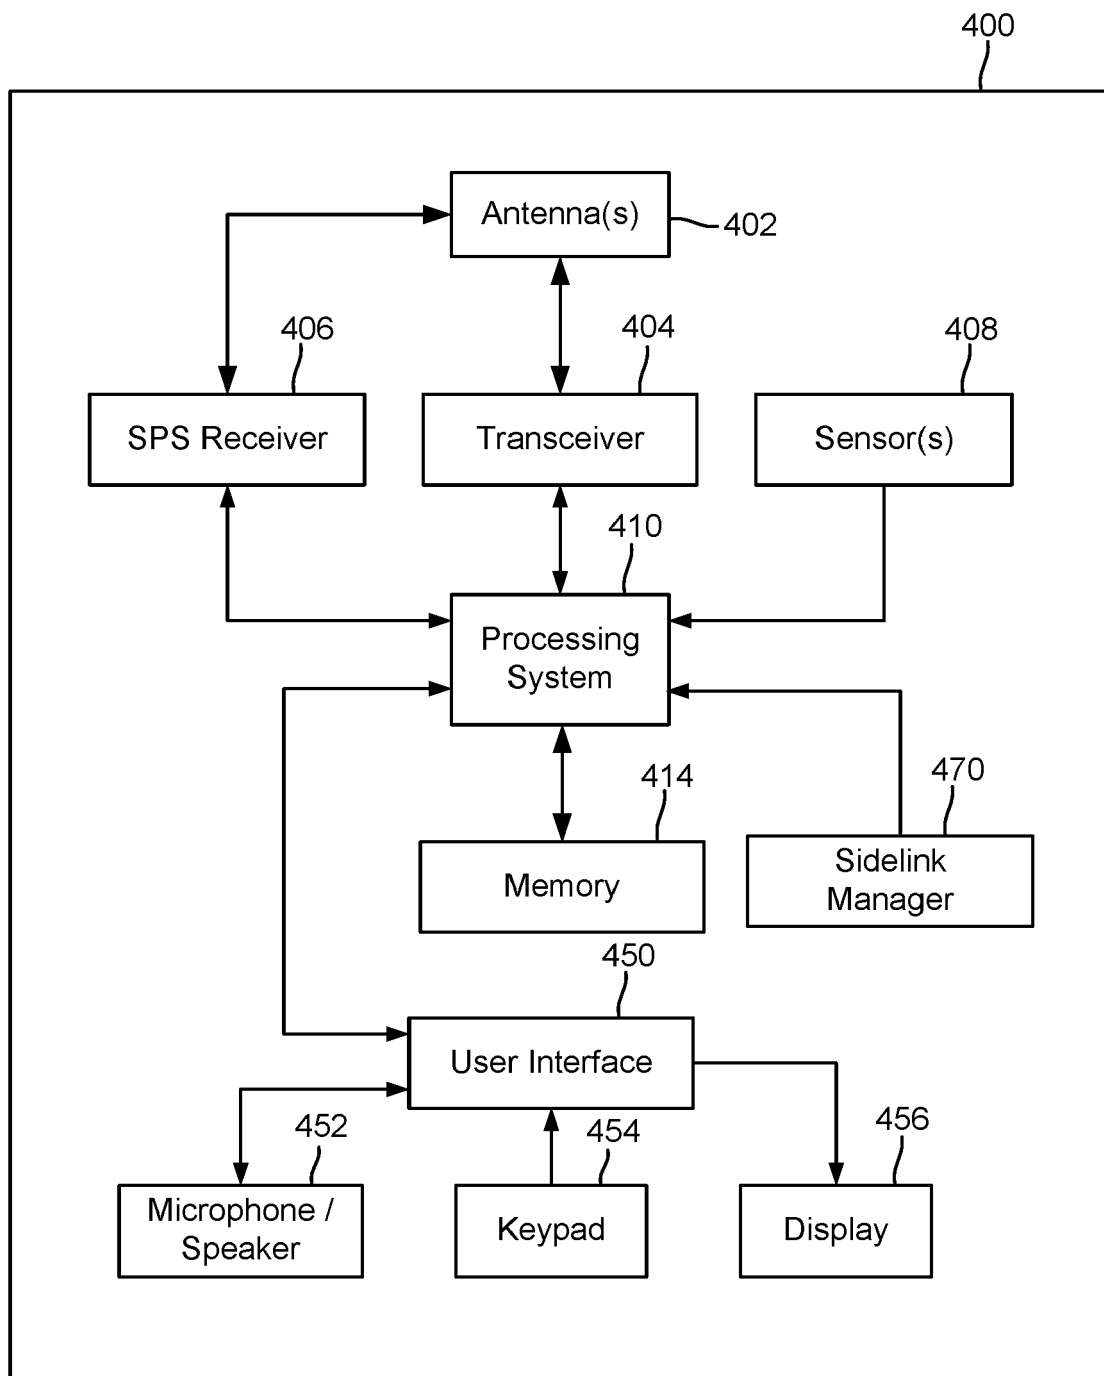 400
Antenna(s)
402
406
404
408
SPS Receiver
Transceiver
Sensor(s)
410
Processing
System
414
470
Memory
Sidelink
Manager
450
User Interface
452
454
456
Microphone /
Speaker
Keypad
Display